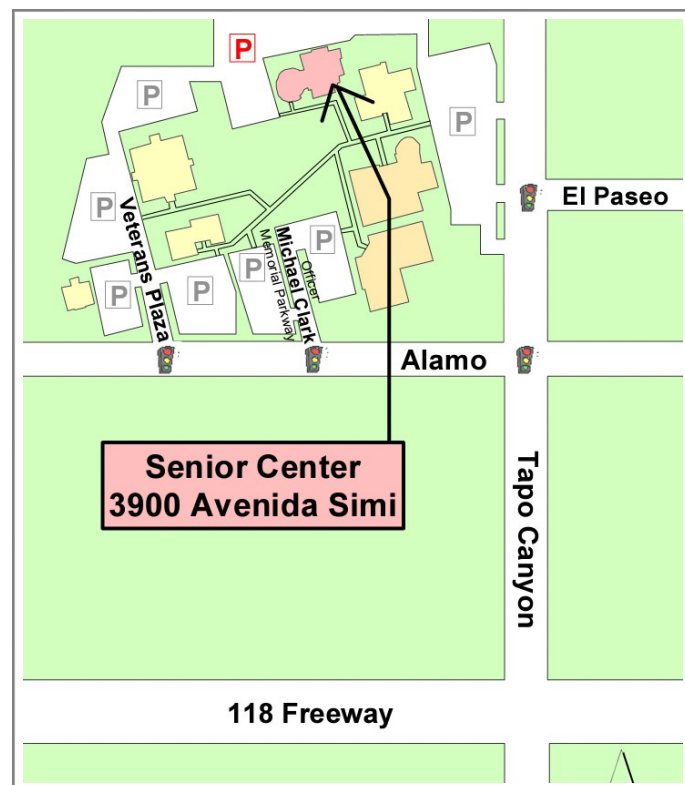 P
P
P
P
El Paseo
Veterans Plaza
Michael Clark
Officer
Memorial Parkway
P
P
P
P
Alamo
Senior Center
3900 Avenida Simi
Tapo Canyon
118 Freeway